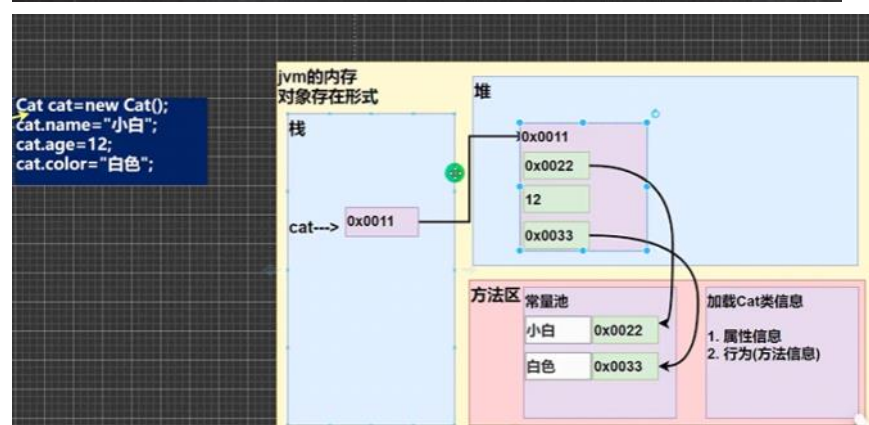 Cat cat=new Cat();
cat.name="小白";
cat.age=12;
cat.color="白色";
jvm的内存
对象存在形式
栈
cat---> 0x0011
堆
0x0011
0x0022
12
0x0033
方法区
常量池
小白 0x0022
白色 0x0033
加载Cat类信息
1. 属性信息
2. 行为(方法信息)